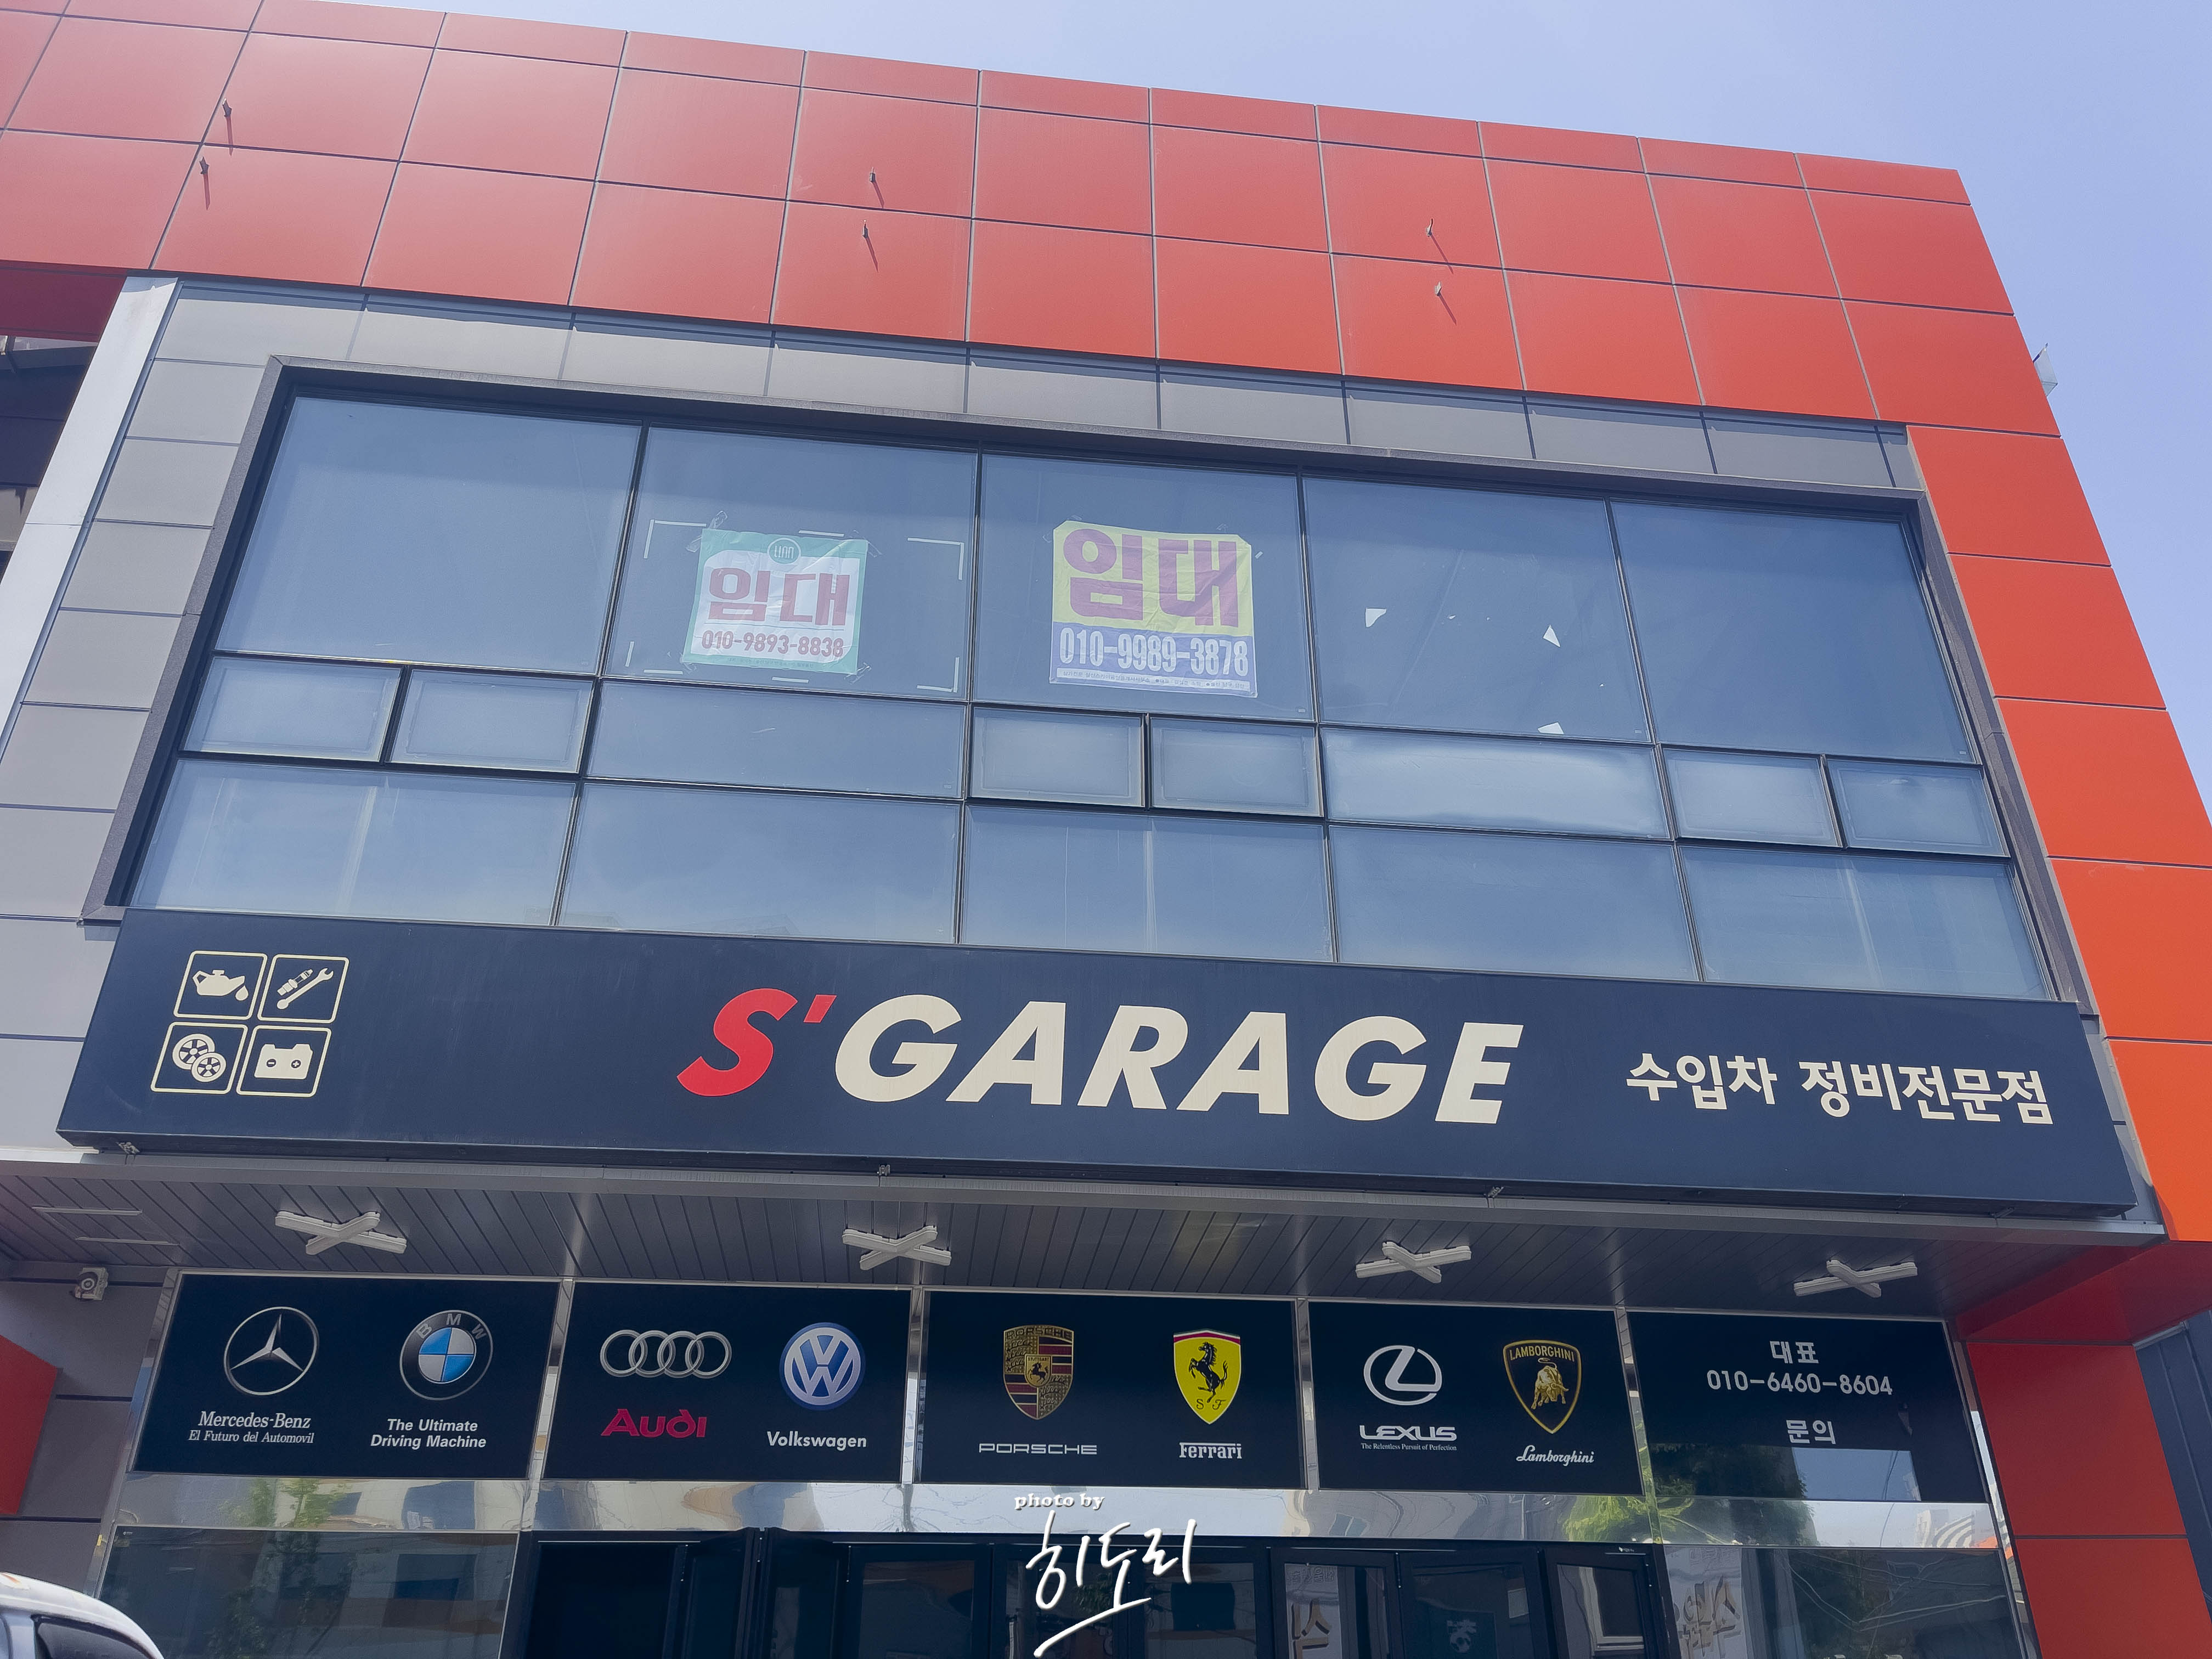 임대
010-9893-8838
임대
010-9989-3878
S'GARAGE 수입차 정비전문점
Mercedes-Benz
El Futuro del Automovil
BMW
The Ultimate
Driving Machine
Audi
Volkswagen
PORSCHE
PORSCHE
S F
Ferrari
LEXUS
The Relentless Pursuit of Perfection
LAMBORGHINI
Lamborghini
대표
010-6460-8604
문의
photo by
히도리